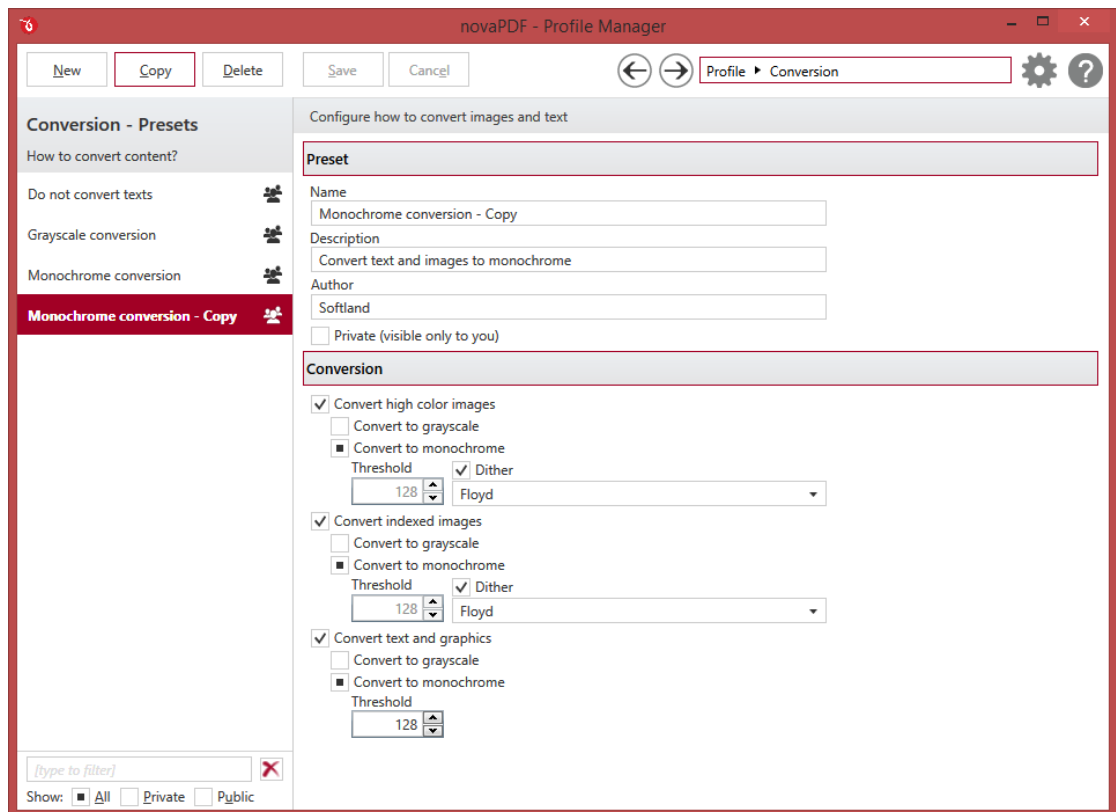 novaPDF - Profile Manager
New Copy Delete Save Cancel Profile Conversion
Conversion - Presets
How to convert content?
Do not convert texts
Grayscale conversion
Monochrome conversion
Monochrome conversion - Copy
[type to filter]
Show: All Private Public
Configure how to convert images and text
Preset
Name
Monochrome conversion - Copy
Description
Convert text and images to monochrome
Author
Softland
Private (visible only to you)
Conversion
Convert high color images
Convert to grayscale
Convert to monochrome
Threshold Dither
128 Floyd
Convert indexed images
Convert to grayscale
Convert to monochrome
Threshold Dither
128 Floyd
Convert text and graphics
Convert to grayscale
Convert to monochrome
Threshold
128